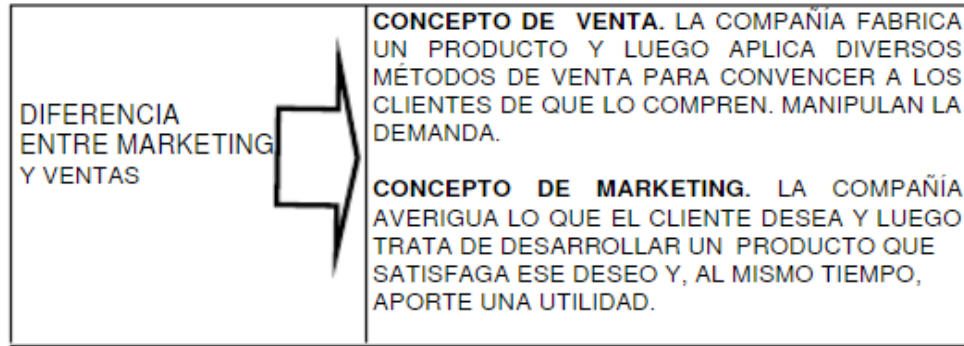 DIFERENCIA
ENTRE MARKETING
Y VENTAS
CONCEPTO DE VENTA. LA COMPAÑÍA FABRICA
UN PRODUCTO Y LUEGO APLICA DIVERSOS
MÉTODOS DE VENTA PARA CONVENCER A LOS
CLIENTES DE QUE LO COMPREN. MANIPULAN LA
DEMANDA.
CONCEPTO DE MARKETING. LA COMPAÑÍA
AVERIGUA LO QUE EL CLIENTE DESEA Y LUEGO
TRATA DE DESARROLLAR UN PRODUCTO QUE
SATISFAGA ESE DESEO Y, AL MISMO TIEMPO,
APORTE UNA UTILIDAD.